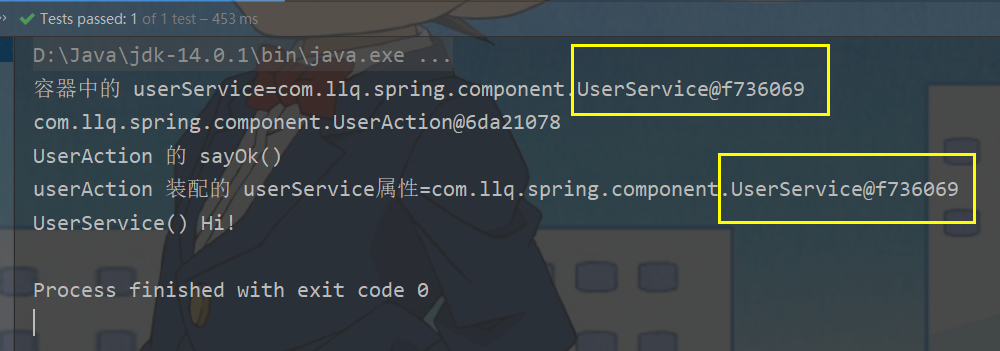 Tests passed: 1 of 1 test – 453 ms
D:\Java\jdk-14.0.1\bin\java.exe ...
容器中的 userService=com.llq.spring.component.UserService@f736069
com.llq.spring.component.UserAction@6da21078
UserAction 的 sayOk()
userAction 装配的 userService属性=com.llq.spring.component.UserService@f736069
UserService() Hi!
Process finished with exit code 0